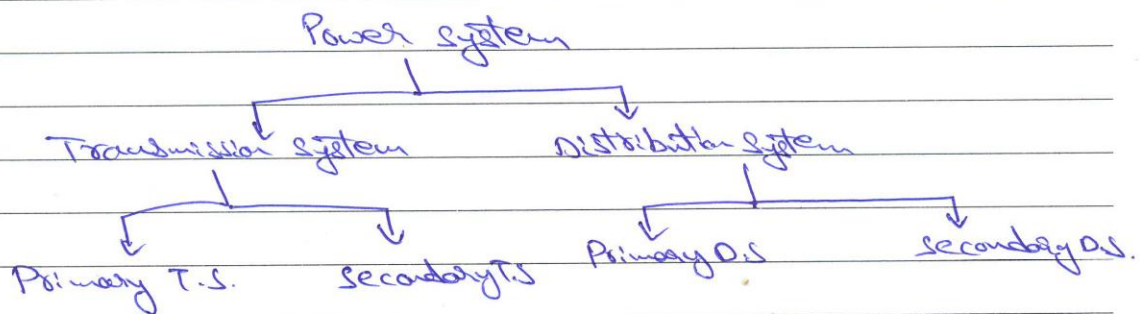 Power system
Transmission system Distribution system
Primary T.S. secondary T.S Primary D.S secondary D.S.